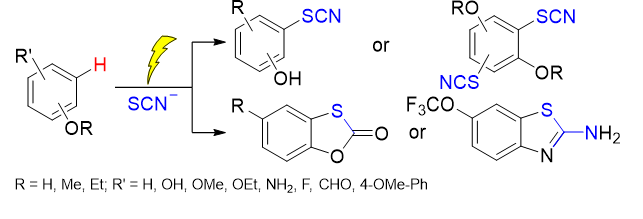 R
SCN
RO
SCN
R'
H
or
OH
OR
NCS
SCN⁻
OR
R
S
O
O
or
F₃CO
S
NH₂
N
R = H, Me, Et; R' = H, OH, OMe, OEt, NH₂, F, CHO, 4-OMe-Ph